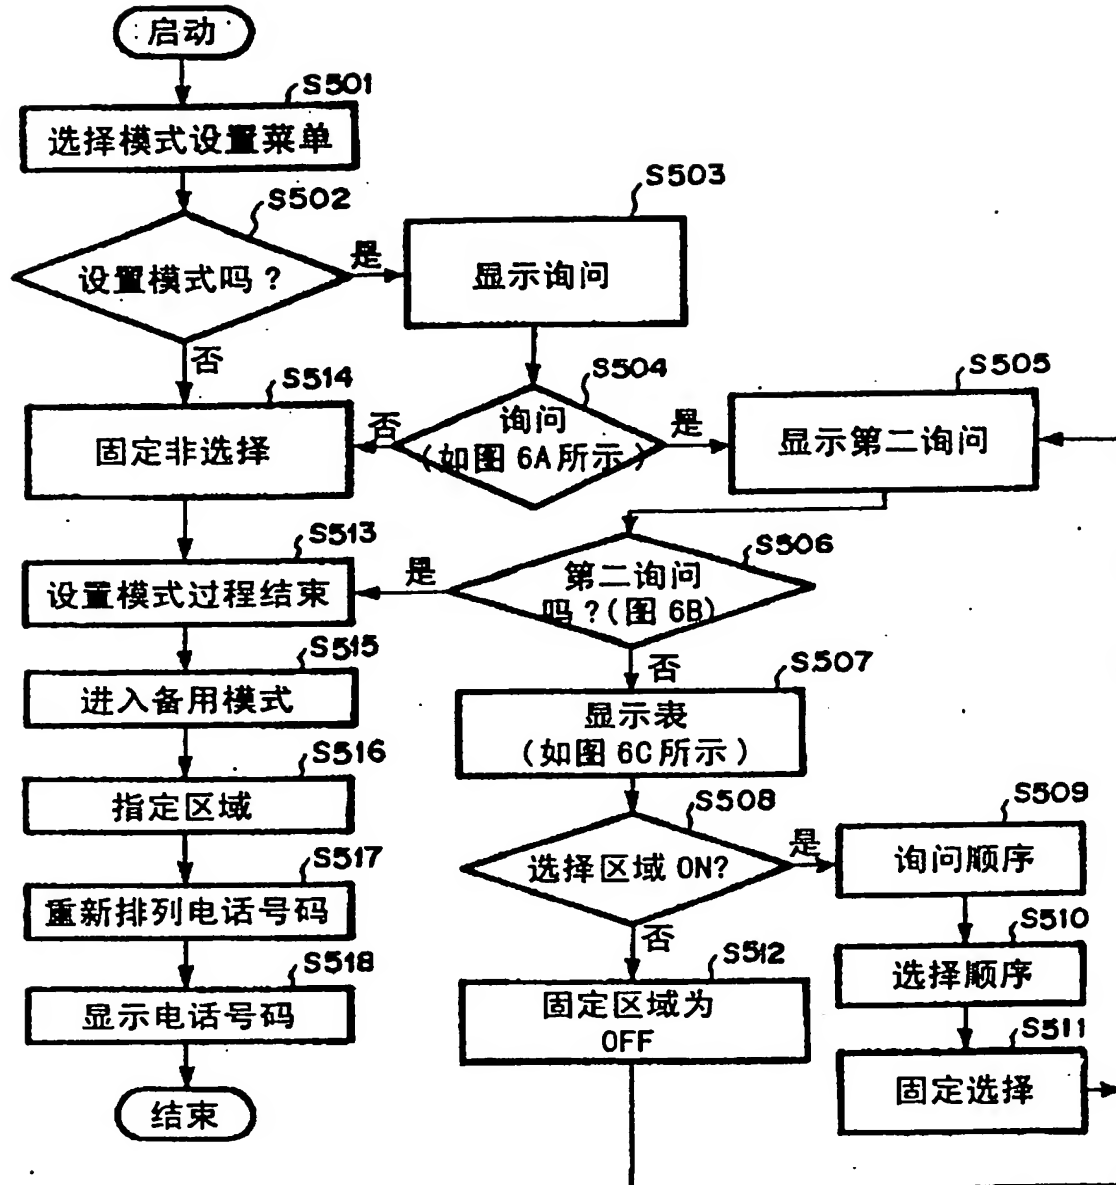 启动
S501
选择模式设置菜单
S502
设置模式吗?
是
否
S503
显示询问
S504
询问
(如图 6A 所示)
否
是
S505
显示第二询问
S514
固定非选择
S513
设置模式过程结束
S506
第二询问
吗?(图 6B)
是
否
S515
进入备用模式
S507
显示表
(如图 6C 所示)
S516
指定区域
S508
选择区域 ON?
是
否
S509
询问顺序
S517
重新排列电话号码
S510
选择顺序
S518
显示电话号码
S512
固定区域为
OFF
S511
固定选择
结束